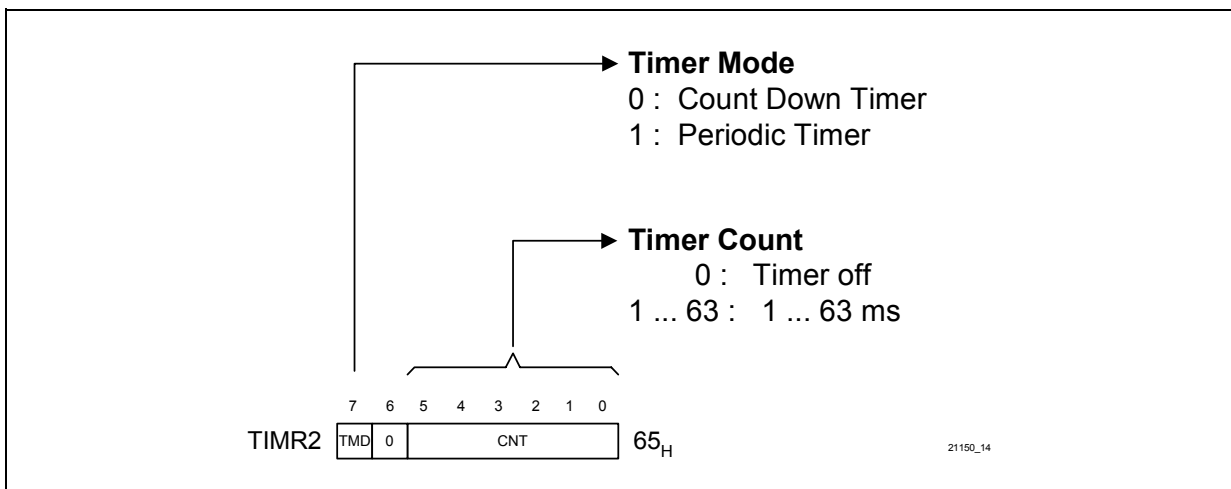 Timer Mode
0 : Count Down Timer
1 : Periodic Timer
Timer Count
0 : Timer off
1 ... 63 : 1 ... 63 ms
7 6 5 4 3 2 1 0
TIMR2 TMD 0 CNT 65H
21150_14